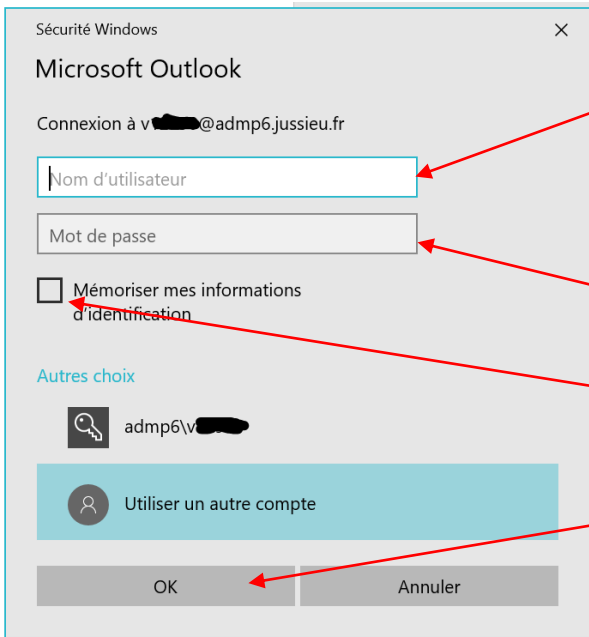 Sécurité Windows
Microsoft Outlook
Connexion à v @admp6.jussieu.fr
Nom d'utilisateur
Mot de passe
Mémoriser mes informations
d'identification
Autres choix
admp6\v
Utiliser un autre compte
OK
Annuler